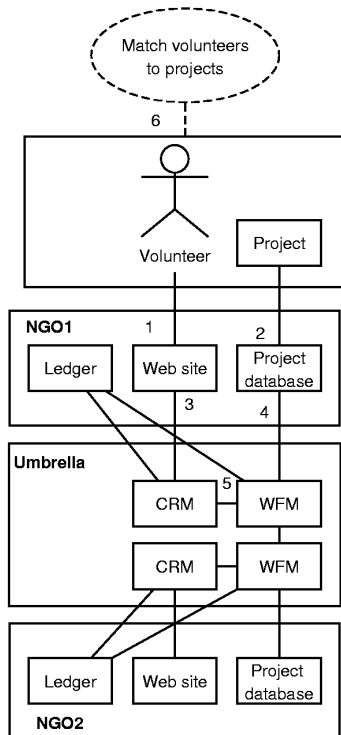 Match volunteers
to projects
6
Volunteer
Project
NGO1
1
2
Ledger
Web site
Project
database
3
4
Umbrella
5
CRM
WFM
CRM
WFM
Ledger
Web site
Project
database
NGO2